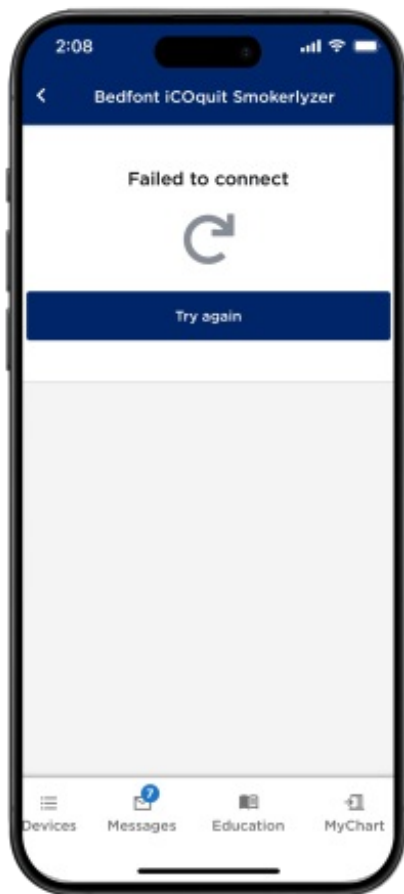 2:08
Bedfont iCOquit Smokerlyzer
Failed to connect
Try again
7
Devices Messages Education MyChart